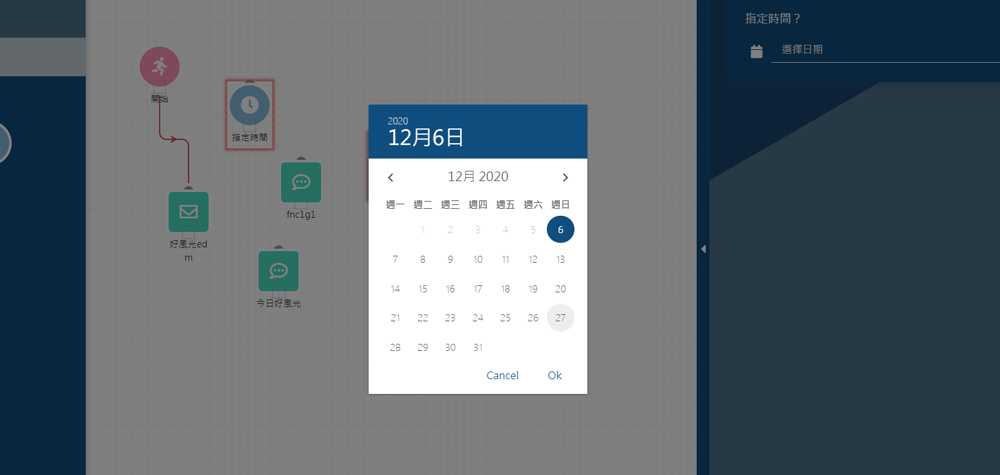 指定時間？
選擇日期
開始
指定時間
好風光ed
m
fnc1g1
今日好風光
2020
12月6日
12月 2020
週一 週二 週三 週四 週五 週六 週日
1 2 3 4 5 6
7 8 9 10 11 12 13
14 15 16 17 18 19 20
21 22 23 24 25 26 27
28 29 30 31
Cancel Ok